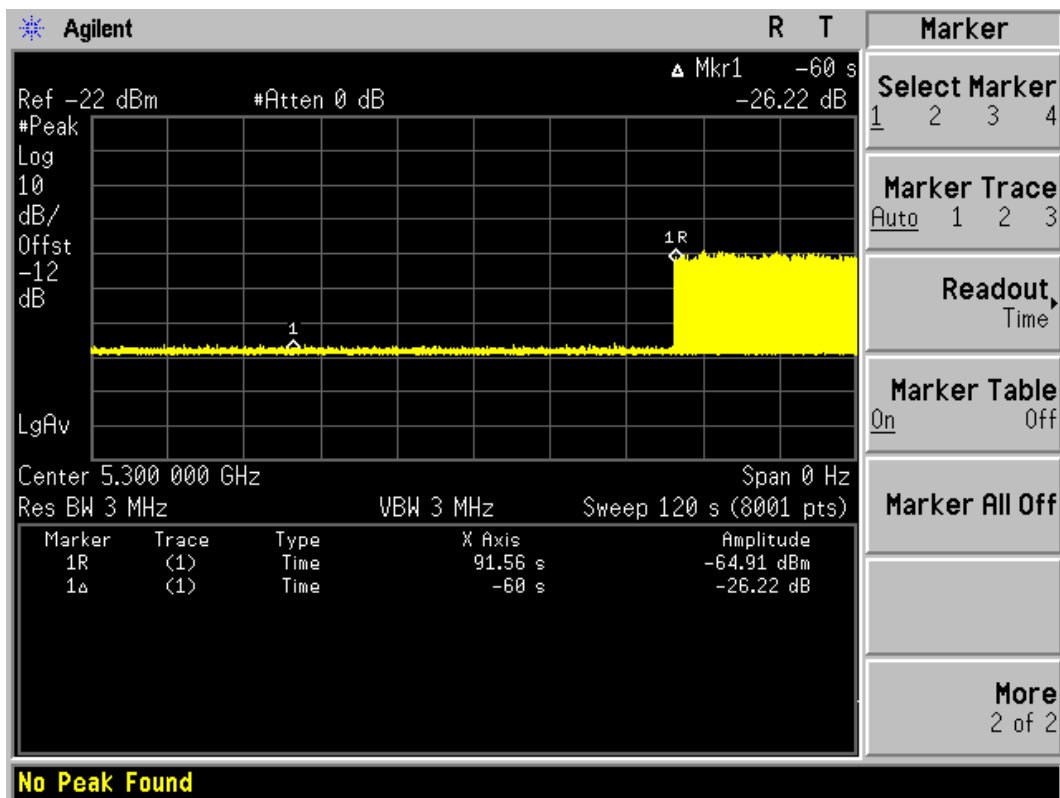 Agilent R T
Δ Mkr1 −60 s
Ref −22 dBm #Atten 0 dB −26.22 dB
#Peak
Log
10
dB/
Offst
−12
dB
1R
1
LgAv
Center 5.300 000 GHz Span 0 Hz
Res BW 3 MHz VBW 3 MHz Sweep 120 s (8001 pts)
Marker Trace Type X Axis Amplitude
1R (1) Time 91.56 s −64.91 dBm
1Δ (1) Time −60 s −26.22 dB
No Peak Found
Marker
Select Marker
1 2 3 4
Marker Trace
Auto 1 2 3
Readout
Time
Marker Table
On Off
Marker All Off
More
2 of 2